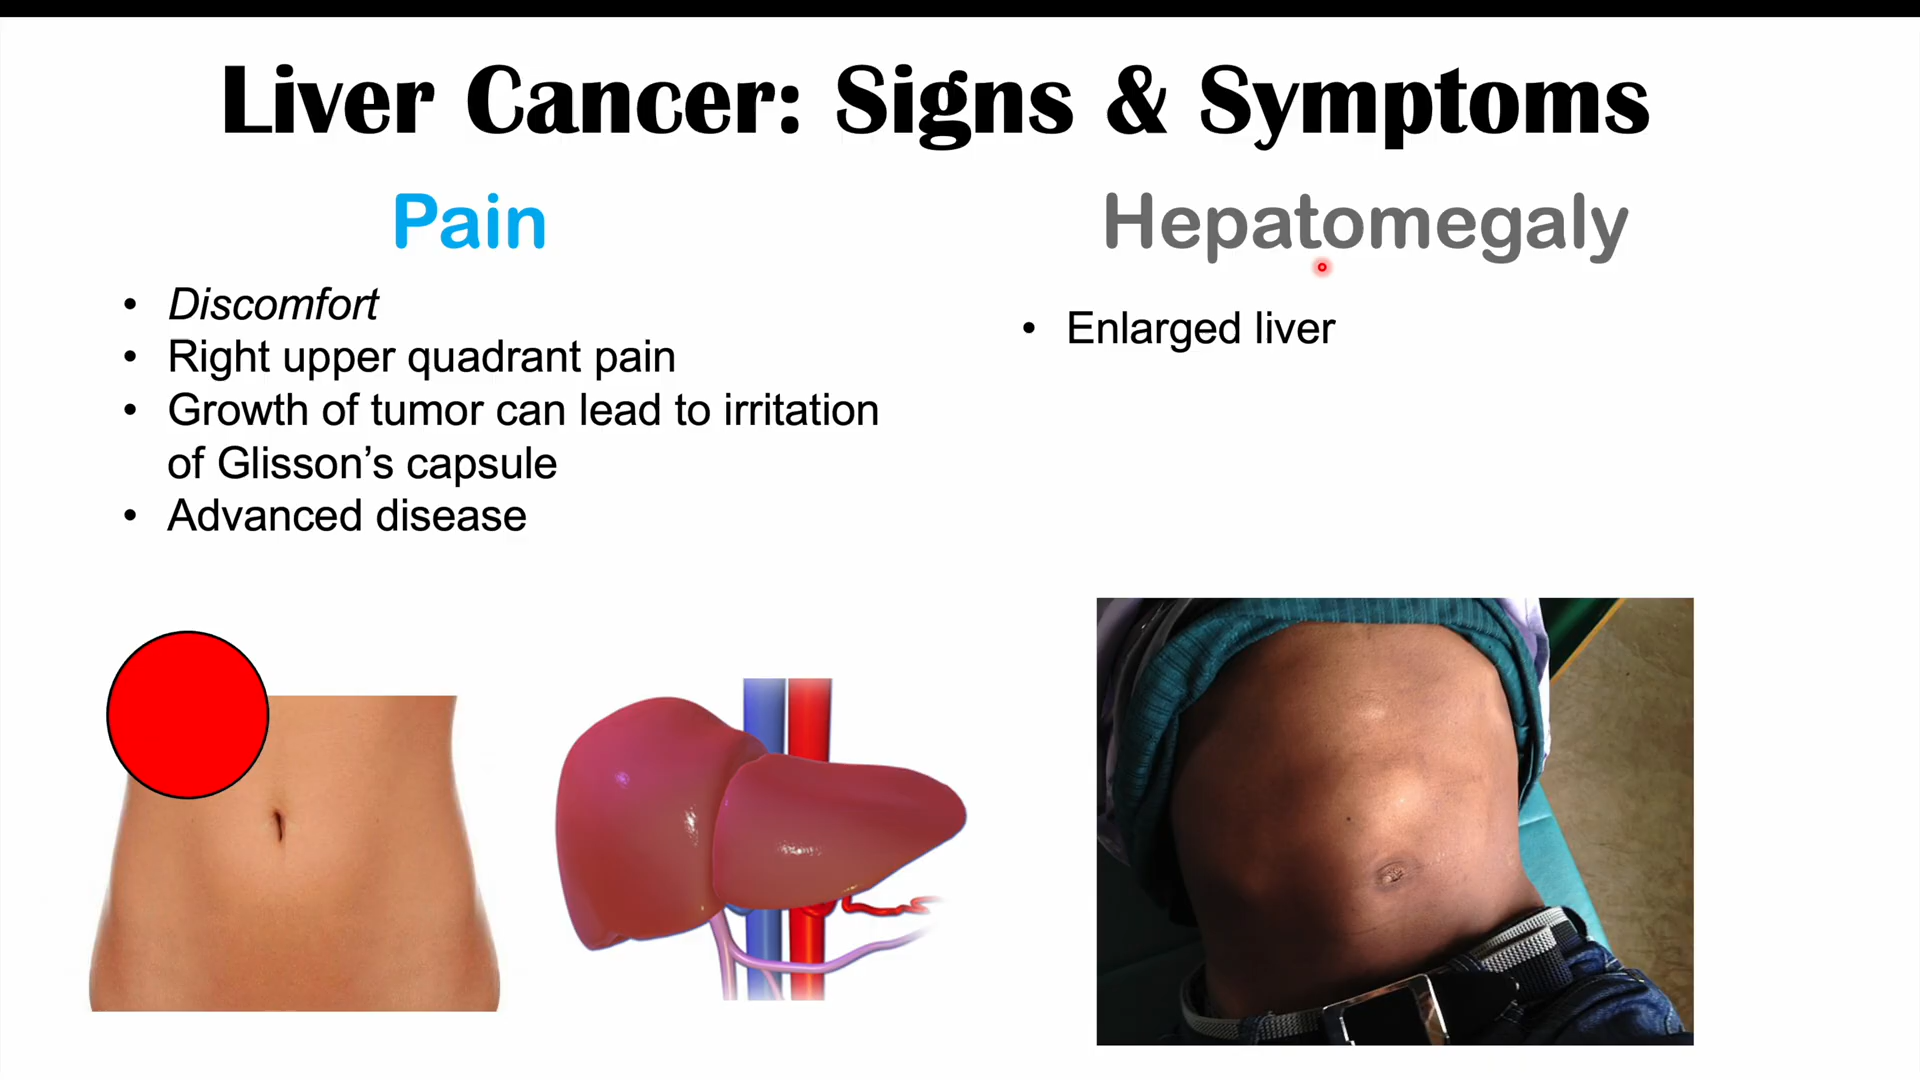 Liver Cancer: Signs & Symptoms
Pain
• Discomfort
• Right upper quadrant pain
• Growth of tumor can lead to irritation
of Glisson’s capsule
• Advanced disease
Hepatomegaly
• Enlarged liver